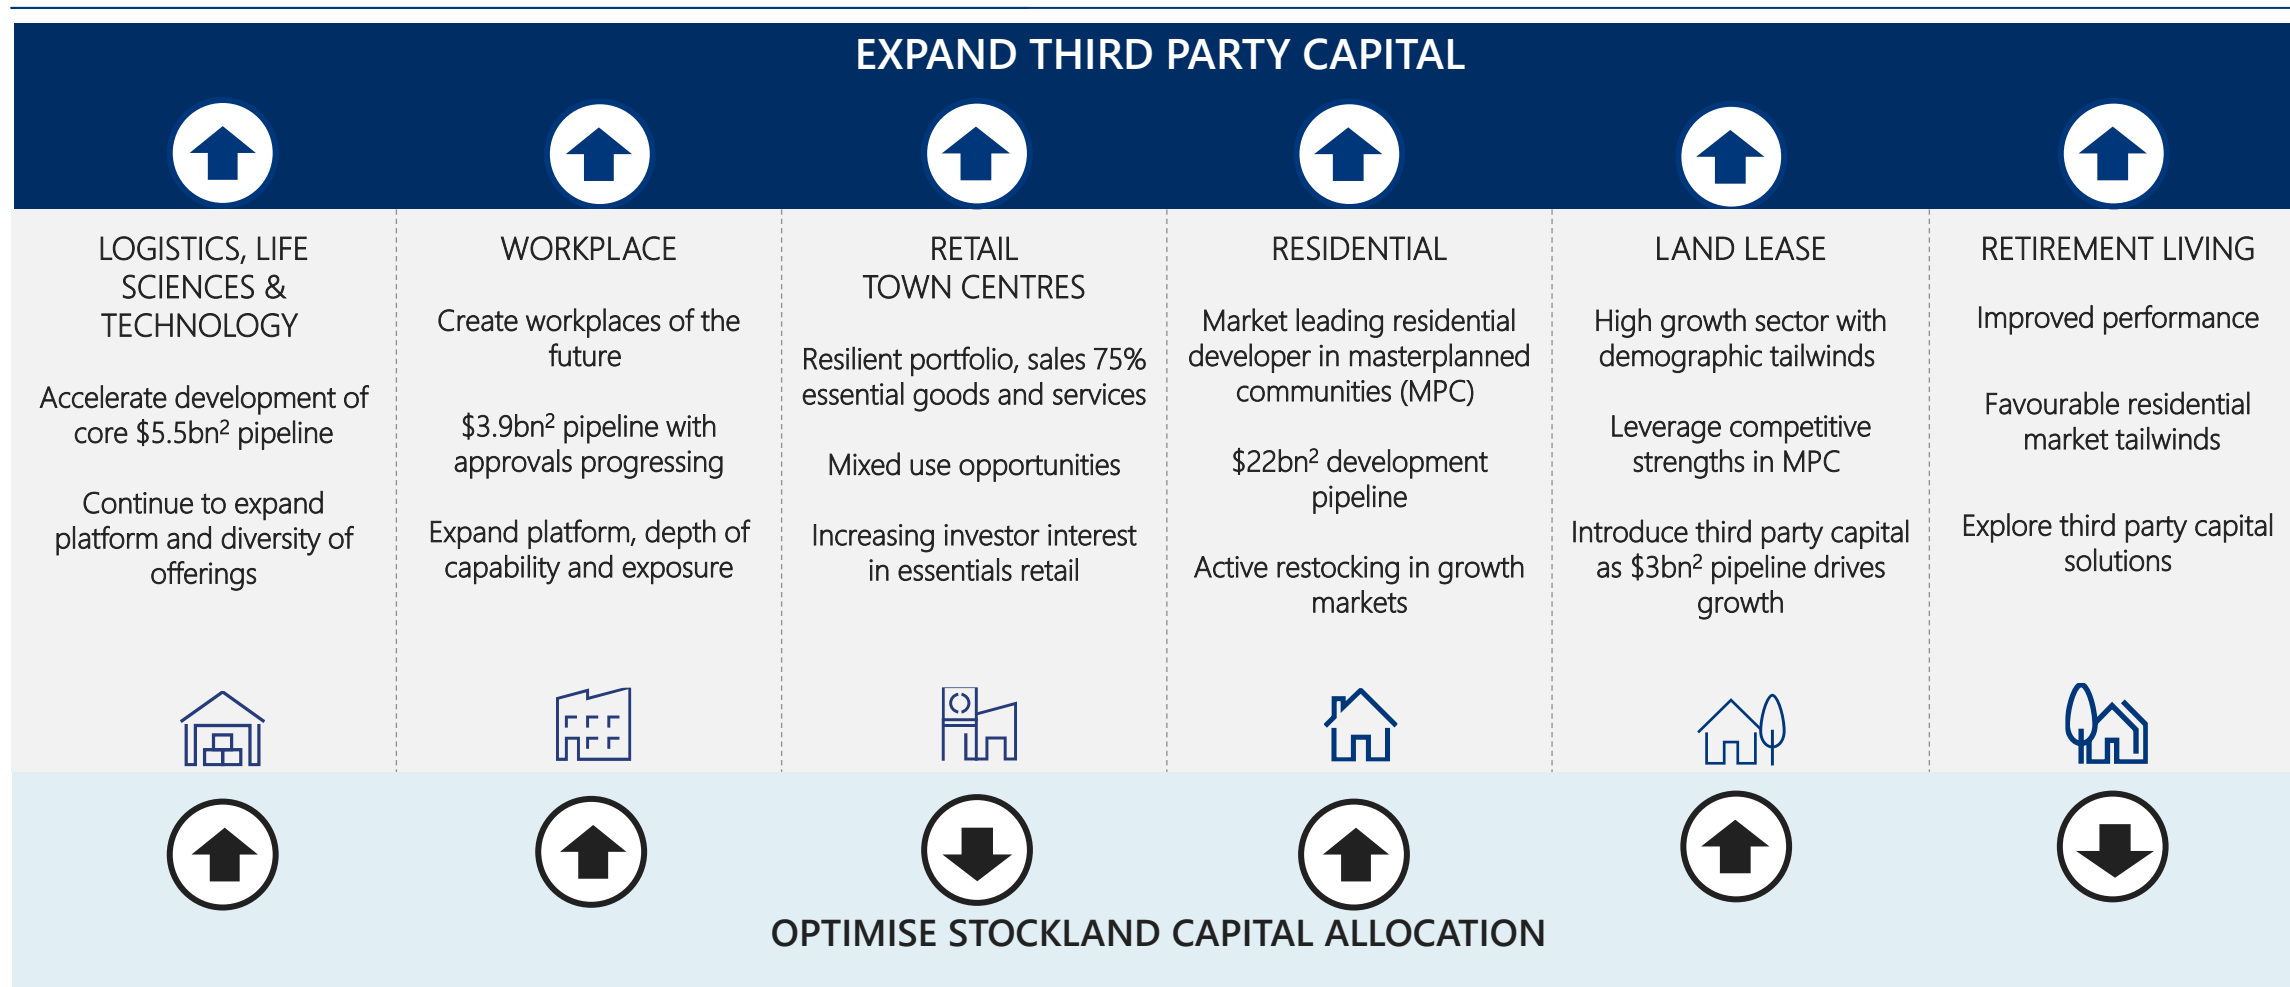 EXPAND THIRD PARTY CAPITAL
LOGISTICS, LIFE
SCIENCES &
TECHNOLOGY
Accelerate development of
core $5.5bn² pipeline
Continue to expand
platform and diversity of
offerings
WORKPLACE
Create workplaces of the
future
$3.9bn² pipeline with
approvals progressing
Expand platform, depth of
capability and exposure
RETAIL
TOWN CENTRES
Resilient portfolio, sales 75%
essential goods and services
Mixed use opportunities
Increasing investor interest
in essentials retail
RESIDENTIAL
Market leading residential
developer in masterplanned
communities (MPC)
$22bn² development
pipeline
Active restocking in growth
markets
LAND LEASE
High growth sector with
demographic tailwinds
Leverage competitive
strengths in MPC
Introduce third party capital
as $3bn² pipeline drives
growth
RETIREMENT LIVING
Improved performance
Favourable residential
market tailwinds
Explore third party capital
solutions
OPTIMISE STOCKLAND CAPITAL ALLOCATION